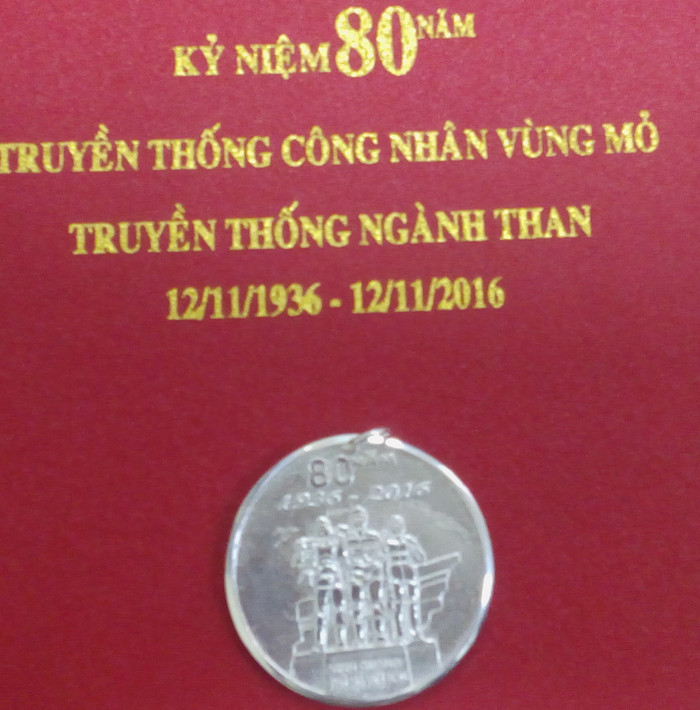 KỶ NIỆM 80 NĂM
TRUYỀN THỐNG CÔNG NHÂN VÙNG MỎ
TRUYỀN THỐNG NGÀNH THAN
12/11/1936 - 12/11/2016
80 NĂM
1936 - 2016